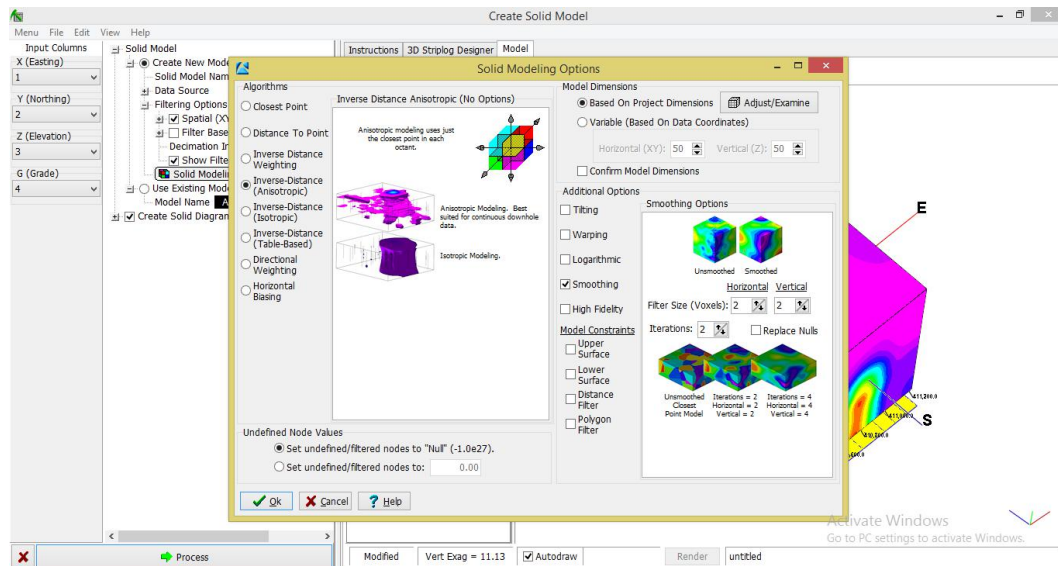 Create Solid Model
Menu File Edit View Help
Input Columns
X (Easting)
1
Y (Northing)
2
Z (Elevation)
3
G (Grade)
4
Solid Model
Create New Mode
Solid Model Nam
Data Source
Filtering Options
Spatial (XY
Filter Base
Decimation In
Show Filte
Solid Modelin
Use Existing Mode
Model Name A
Create Solid Diagran
Instructions 3D Striplog Designer Model
Solid Modeling Options
Algorithms
Closest Point
Distance To Point
Inverse Distance
Weighting
Inverse-Distance
(Anisotropic)
Inverse-Distance
(Isotropic)
Inverse-Distance
(Table-Based)
Directional
Weighting
Horizontal
Biasing
Inverse Distance Anisotropic (No Options)
Anisotropic modeling uses just
the closest point in each
octant.
Anisotropic Modeling. Best
suited for continuous downhole
data.
Isotropic Modeling.
Undefined Node Values
Set undefined/filtered nodes to "Null" (-1.0e27).
Set undefined/filtered nodes to: 0.00
Ok Cancel Help
Model Dimensions
Based On Project Dimensions Adjust/Examine
Variable (Based On Data Coordinates)
Horizontal (XY): 50 Vertical (Z): 50
Confirm Model Dimensions
Additional Options
Tilting
Warping
Logarithmic
Smoothing
High Fidelity
Model Constraints
Upper
Surface
Lower
Surface
Distance
Filter
Polygon
Filter
Smoothing Options
Unsmoothed Smoothed
Horizontal Vertical
Filter Size (Voxels): 2 2
Iterations: 2 Replace Nulls
Unsmoothed Iterations = 2 Iterations = 4
Closest Horizontal = 2 Horizontal = 4
Point Model Vertical = 2 Vertical = 4
E
S
Activate Windows
Go to PC settings to activate Windows.
Process
Modified Vert Exag = 11.13 Autodraw Render untitled